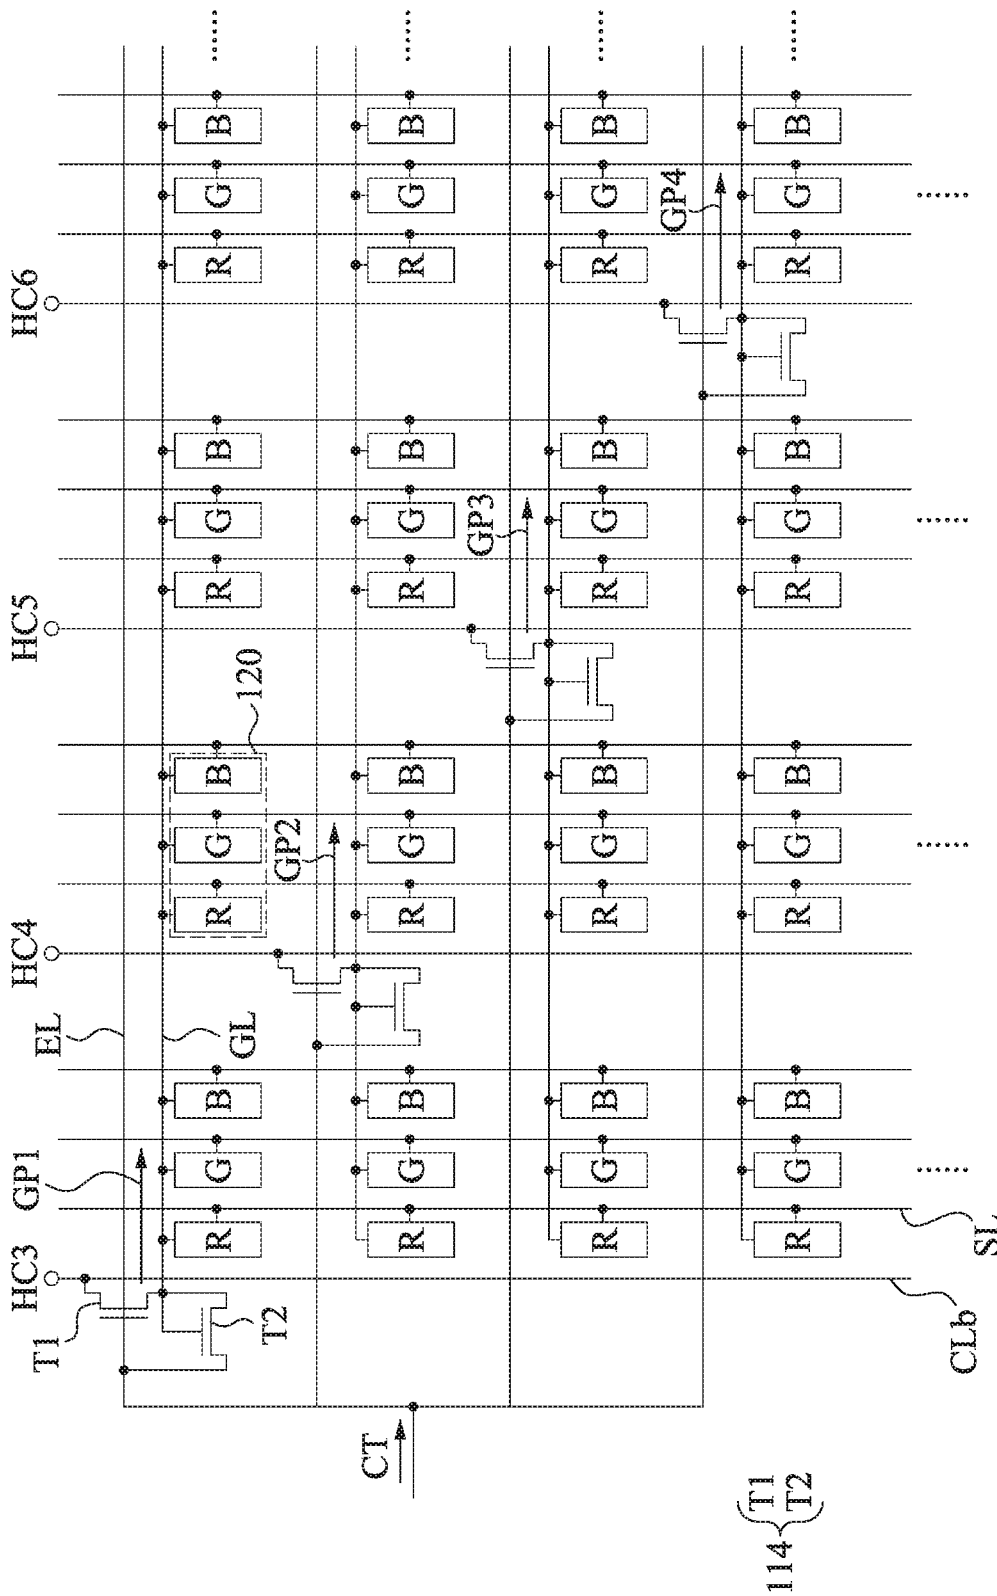 HC3
HC4
HC5
HC6
GP1
EL
T1
GL
T2
R G B R G B R G B R G B
120
GP2
R G B R G B R G B R G B
CT
GP3
R G B R G B R G B R G B
GP4
R G B R G B R G B R G B
CLb
SL
114 { T1
T2 }